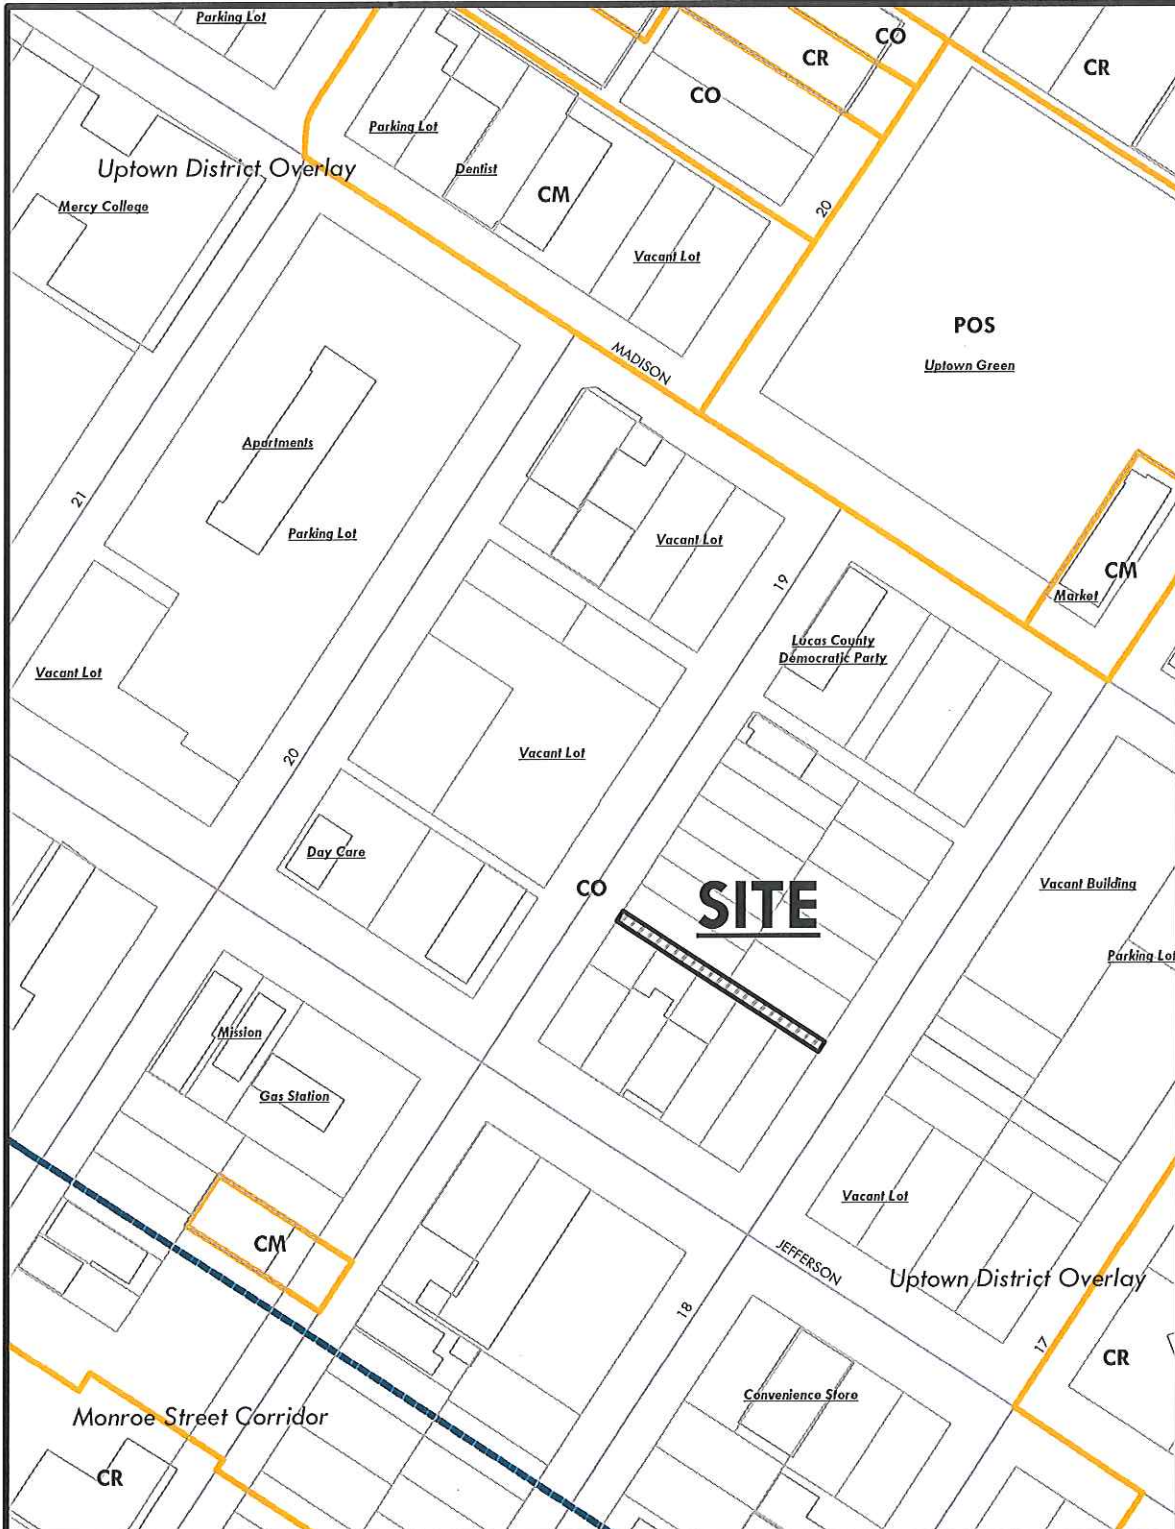 Parking Lot
CO
CR
CR
CO
Parking Lot
Uptown District Overlay
Dentist
CM
Mercy College
20
Vacant Lot
POS
MADISON
Uptown Green
Apartments
21
Parking Lot
Vacant Lot
19
CM
Market
Lucas County
Democratic Party
Vacant Lot
20
Vacant Lot
Day Care
CO
SITE
Vacant Building
Parking Lot
Mission
Gas Station
Vacant Lot
CM
JEFFERSON
Uptown District Overlay
18
17
CR
Convenience Store
Monroe Street Corridor
CR